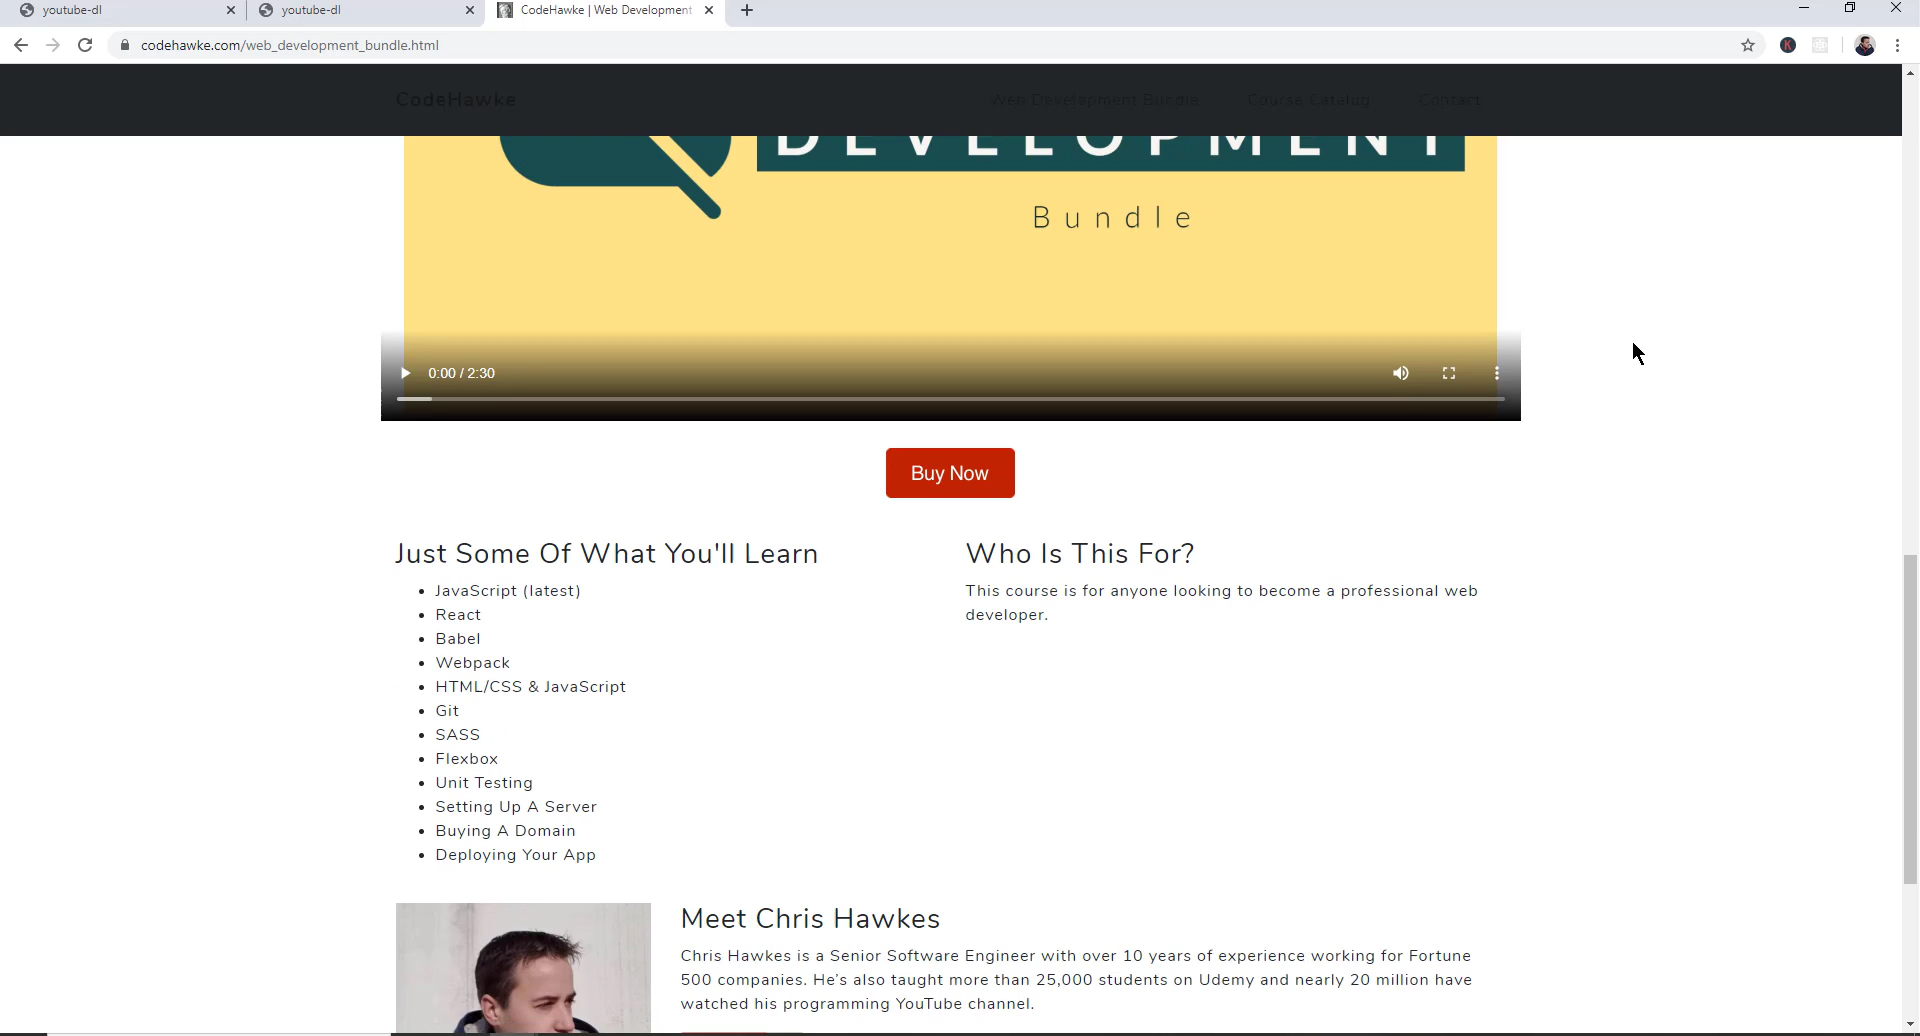 youtube-dl
youtube-dl
CodeHawke | Web Development
codehawke.com/web_development_bundle.html
K
CodeHawke
Web Development Bundle
Course Catalog
Contact
DEVELOPMENT
Bundle
0:00 / 2:30
Buy Now
Just Some Of What You'll Learn
JavaScript (latest)
React
Babel
Webpack
HTML/CSS & JavaScript
Git
SASS
Flexbox
Unit Testing
Setting Up A Server
Buying A Domain
Deploying Your App
Who Is This For?
This course is for anyone looking to become a professional web
developer.
Meet Chris Hawkes
Chris Hawkes is a Senior Software Engineer with over 10 years of experience working for Fortune
500 companies. He's also taught more than 25,000 students on Udemy and nearly 20 million have
watched his programming YouTube channel.